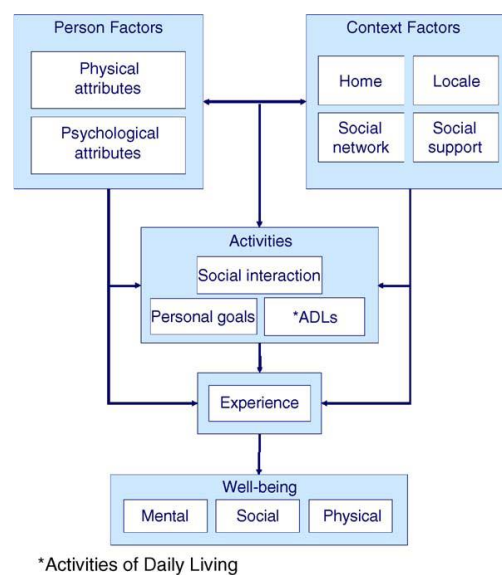 Person Factors
Physical
attributes
Psychological
attributes
Context Factors
Home
Locale
Social
network
Social
support
Activities
Social interaction
Personal goals
*ADLs
Experience
Well-being
Mental
Social
Physical
*Activities of Daily Living